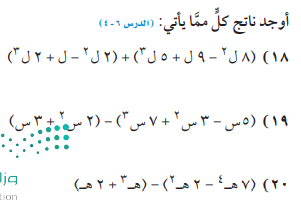 أوجد ناتج كلٍّ ممَّا يأتي: (الدرس ٦-٤)
١٨) (٨ ل٢ – ٩ ل + ٥ ل٣) + (٢ ل٢ – ل + ٢ ل٣)
١٩) (٥س – ٣ س٢ + ٧ س٣) – (٢ س٢ + ٣ س)
٢٠) (٧ هـ٤ – ٢ هـ٢) – (هـ٣ + ٢ هـ)